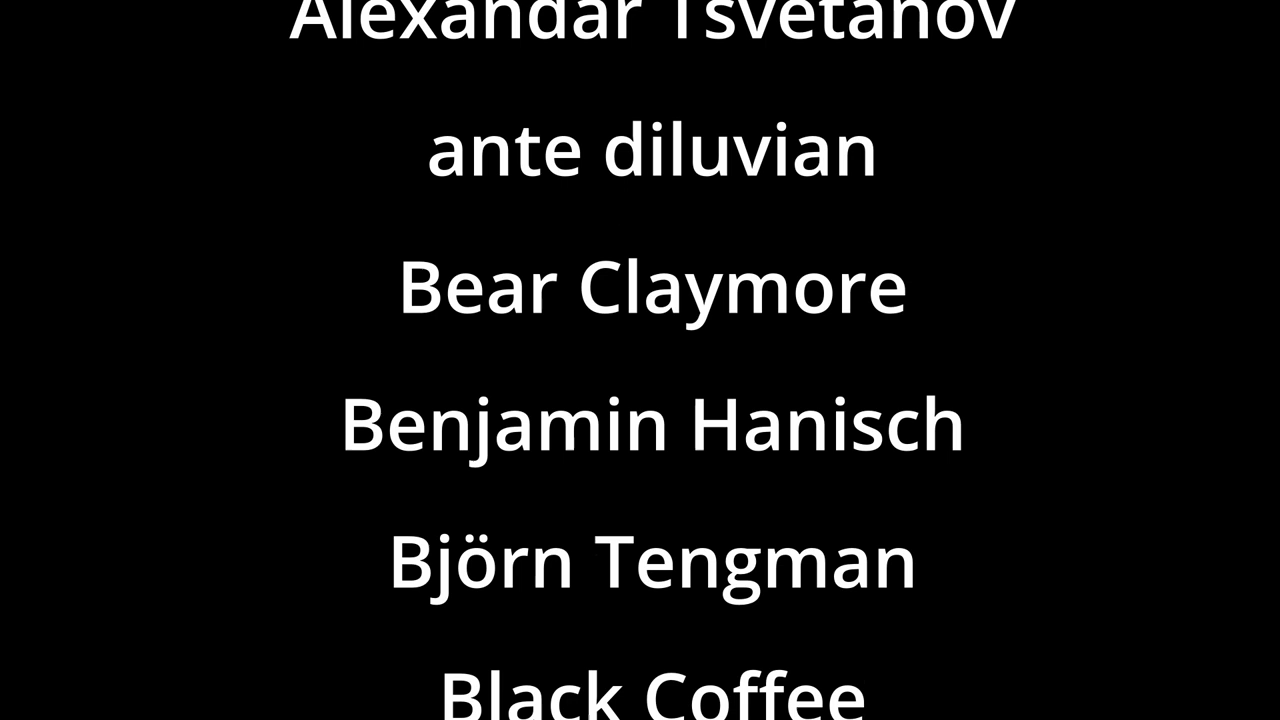 Alexandar Tsvetanov
ante diluvian
Bear Claymore
Benjamin Hanisch
Björn Tengman
Black Coffee